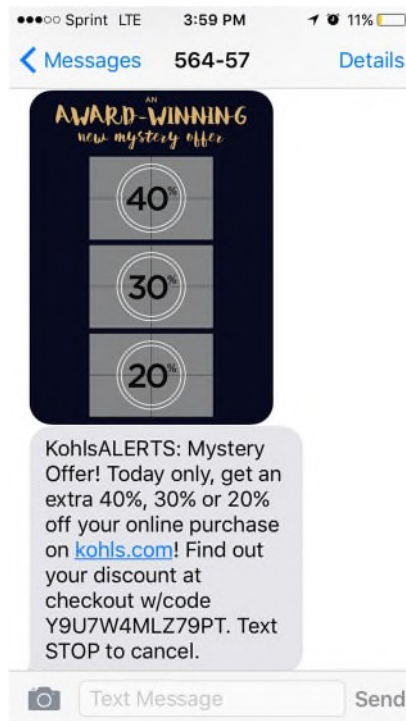 Sprint LTE 3:59 PM 11%
Messages 564-57 Details
AN
AWARD-WINNING
new mystery offer
40%
30%
20%
KohlsALERTS: Mystery
Offer! Today only, get an
extra 40%, 30% or 20%
off your online purchase
on kohls.com! Find out
your discount at
checkout w/code
Y9U7W4MLZ79PT. Text
STOP to cancel.
Text Message Send